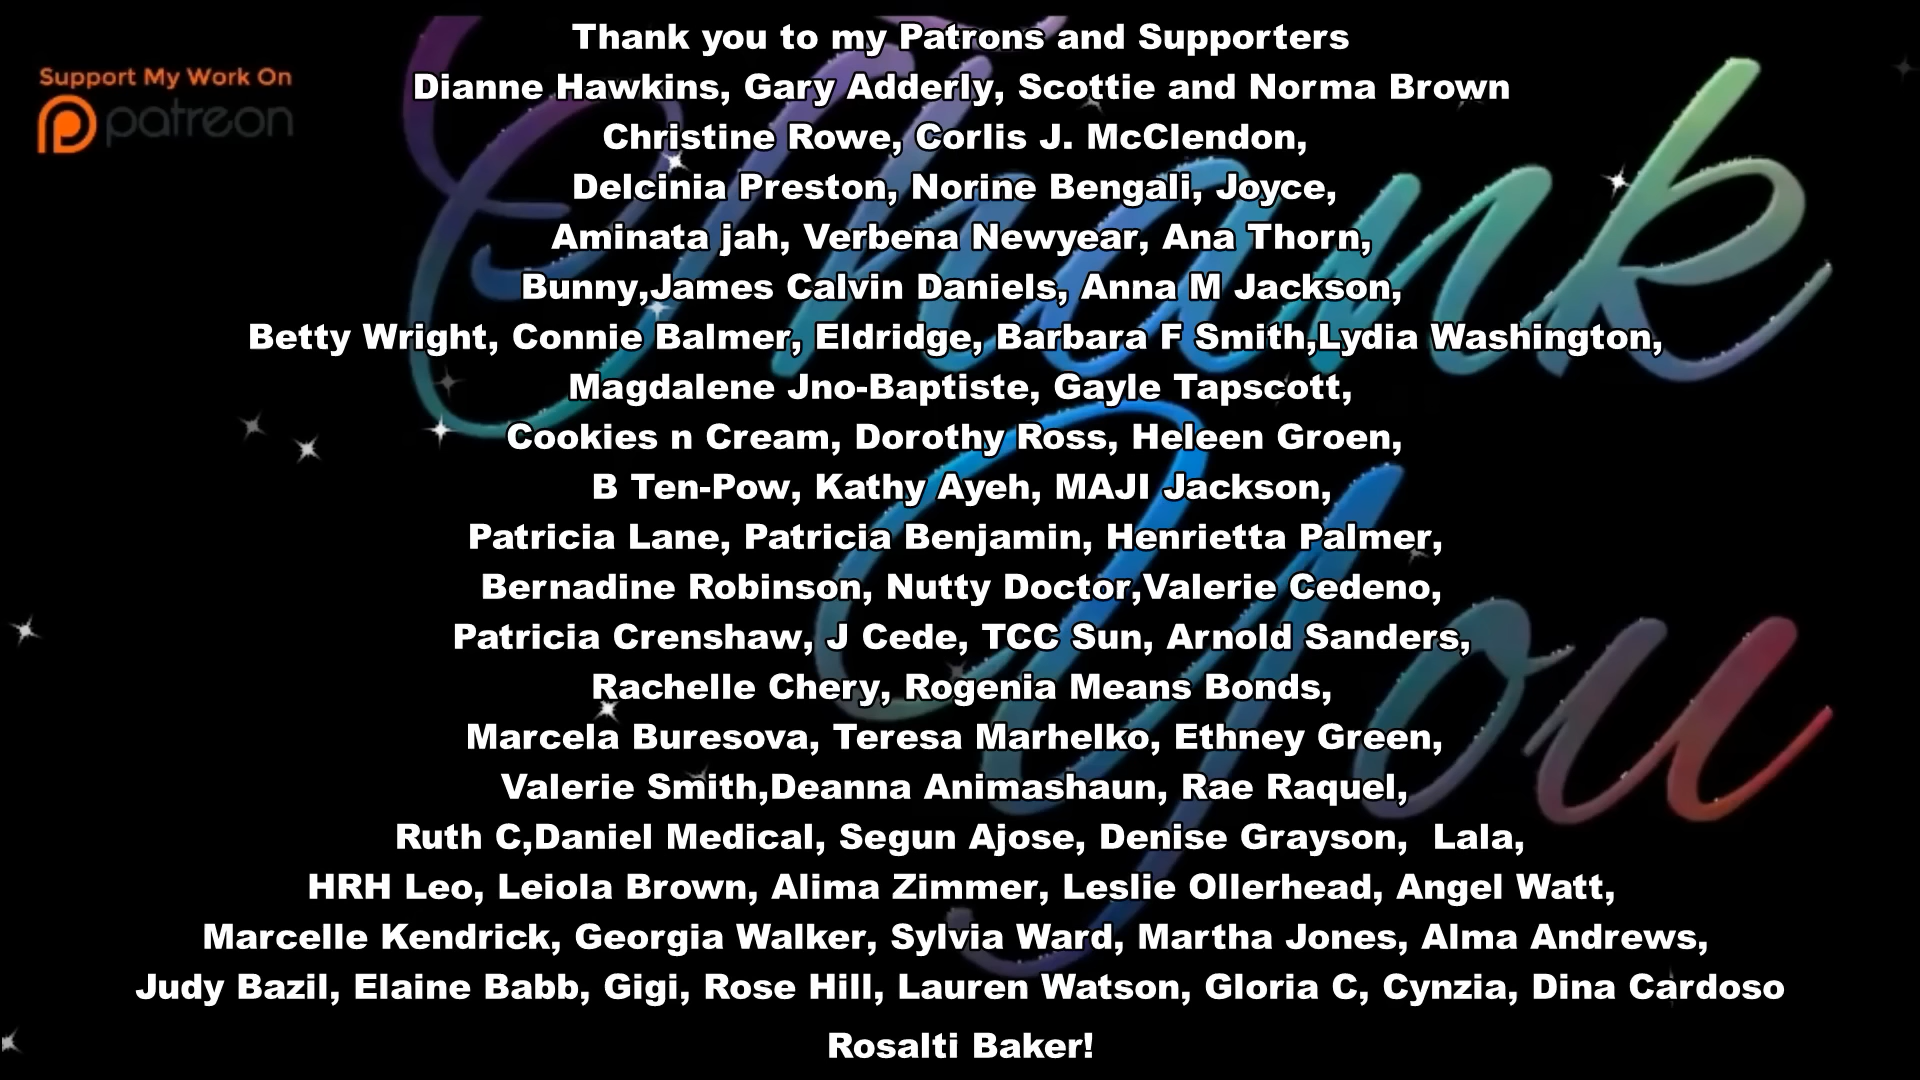 Thank you to my Patrons and Supporters
Support My Work On
patreon
Dianne Hawkins, Gary Adderly, Scottie and Norma Brown
Christine Rowe, Corlis J. McClendon,
Delcinia Preston, Norine Bengali, Joyce,
Aminata jah, Verbena Newyear, Ana Thorn,
Bunny,James Calvin Daniels, Anna M Jackson,
Betty Wright, Connie Balmer, Eldridge, Barbara F Smith,Lydia Washington,
Magdalene Jno-Baptiste, Gayle Tapscott,
Cookies n Cream, Dorothy Ross, Heleen Groen,
B Ten-Pow, Kathy Ayeh, MAJI Jackson,
Patricia Lane, Patricia Benjamin, Henrietta Palmer,
Bernadine Robinson, Nutty Doctor,Valerie Cedeno,
Patricia Crenshaw, J Cede, TCC Sun, Arnold Sanders,
Rachelle Chery, Rogenia Means Bonds,
Marcela Buresova, Teresa Marhelko, Ethney Green,
Valerie Smith,Deanna Animashaun, Rae Raquel,
Ruth C,Daniel Medical, Segun Ajose, Denise Grayson,  Lala,
HRH Leo, Leiola Brown, Alima Zimmer, Leslie Ollerhead, Angel Watt,
Marcelle Kendrick, Georgia Walker, Sylvia Ward, Martha Jones, Alma Andrews,
Judy Bazil, Elaine Babb, Gigi, Rose Hill, Lauren Watson, Gloria C, Cynzia, Dina Cardoso
Rosalti Baker!
Thank
You